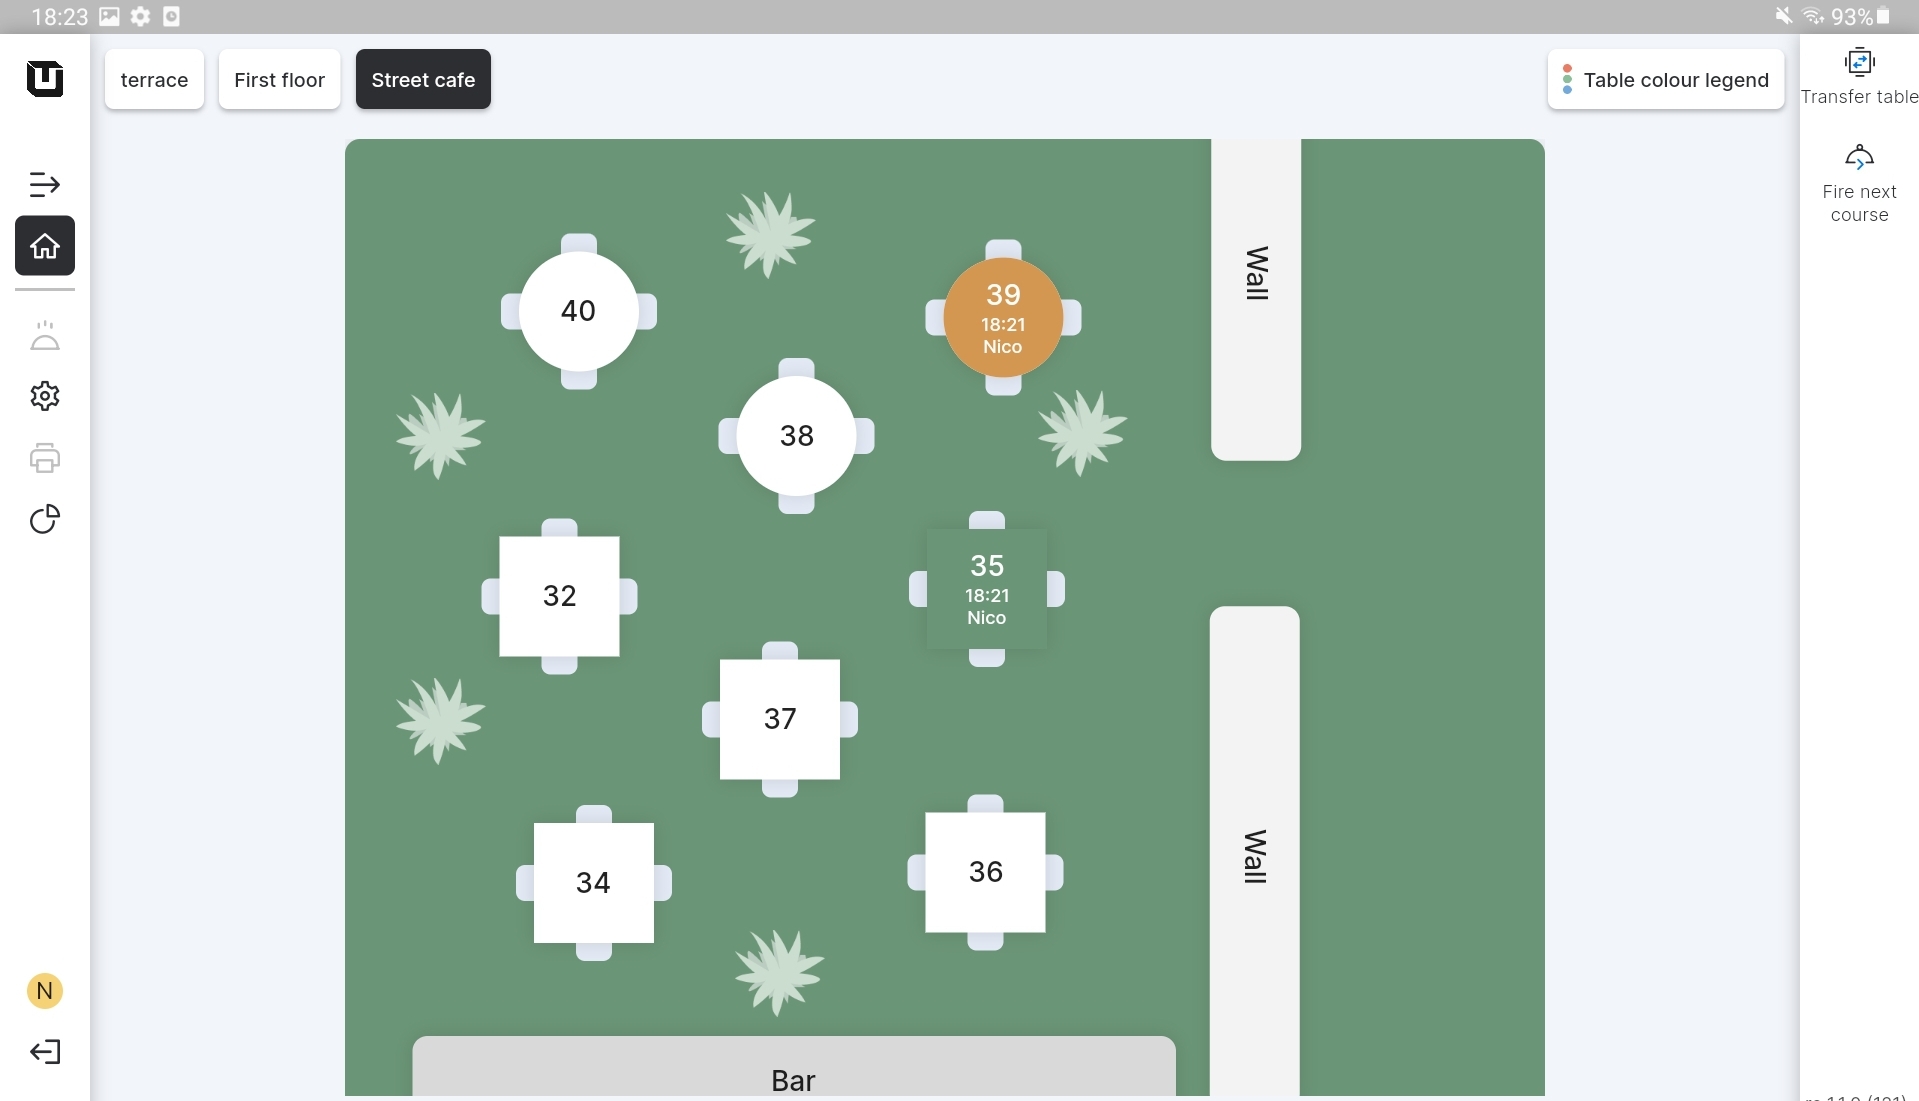 18:23
93%
terrace
First floor
Street cafe
Table colour legend
Transfer table
Fire next
course
Wall
40
39
18:21
Nico
38
32
35
18:21
Nico
37
Wall
34
36
N
Bar